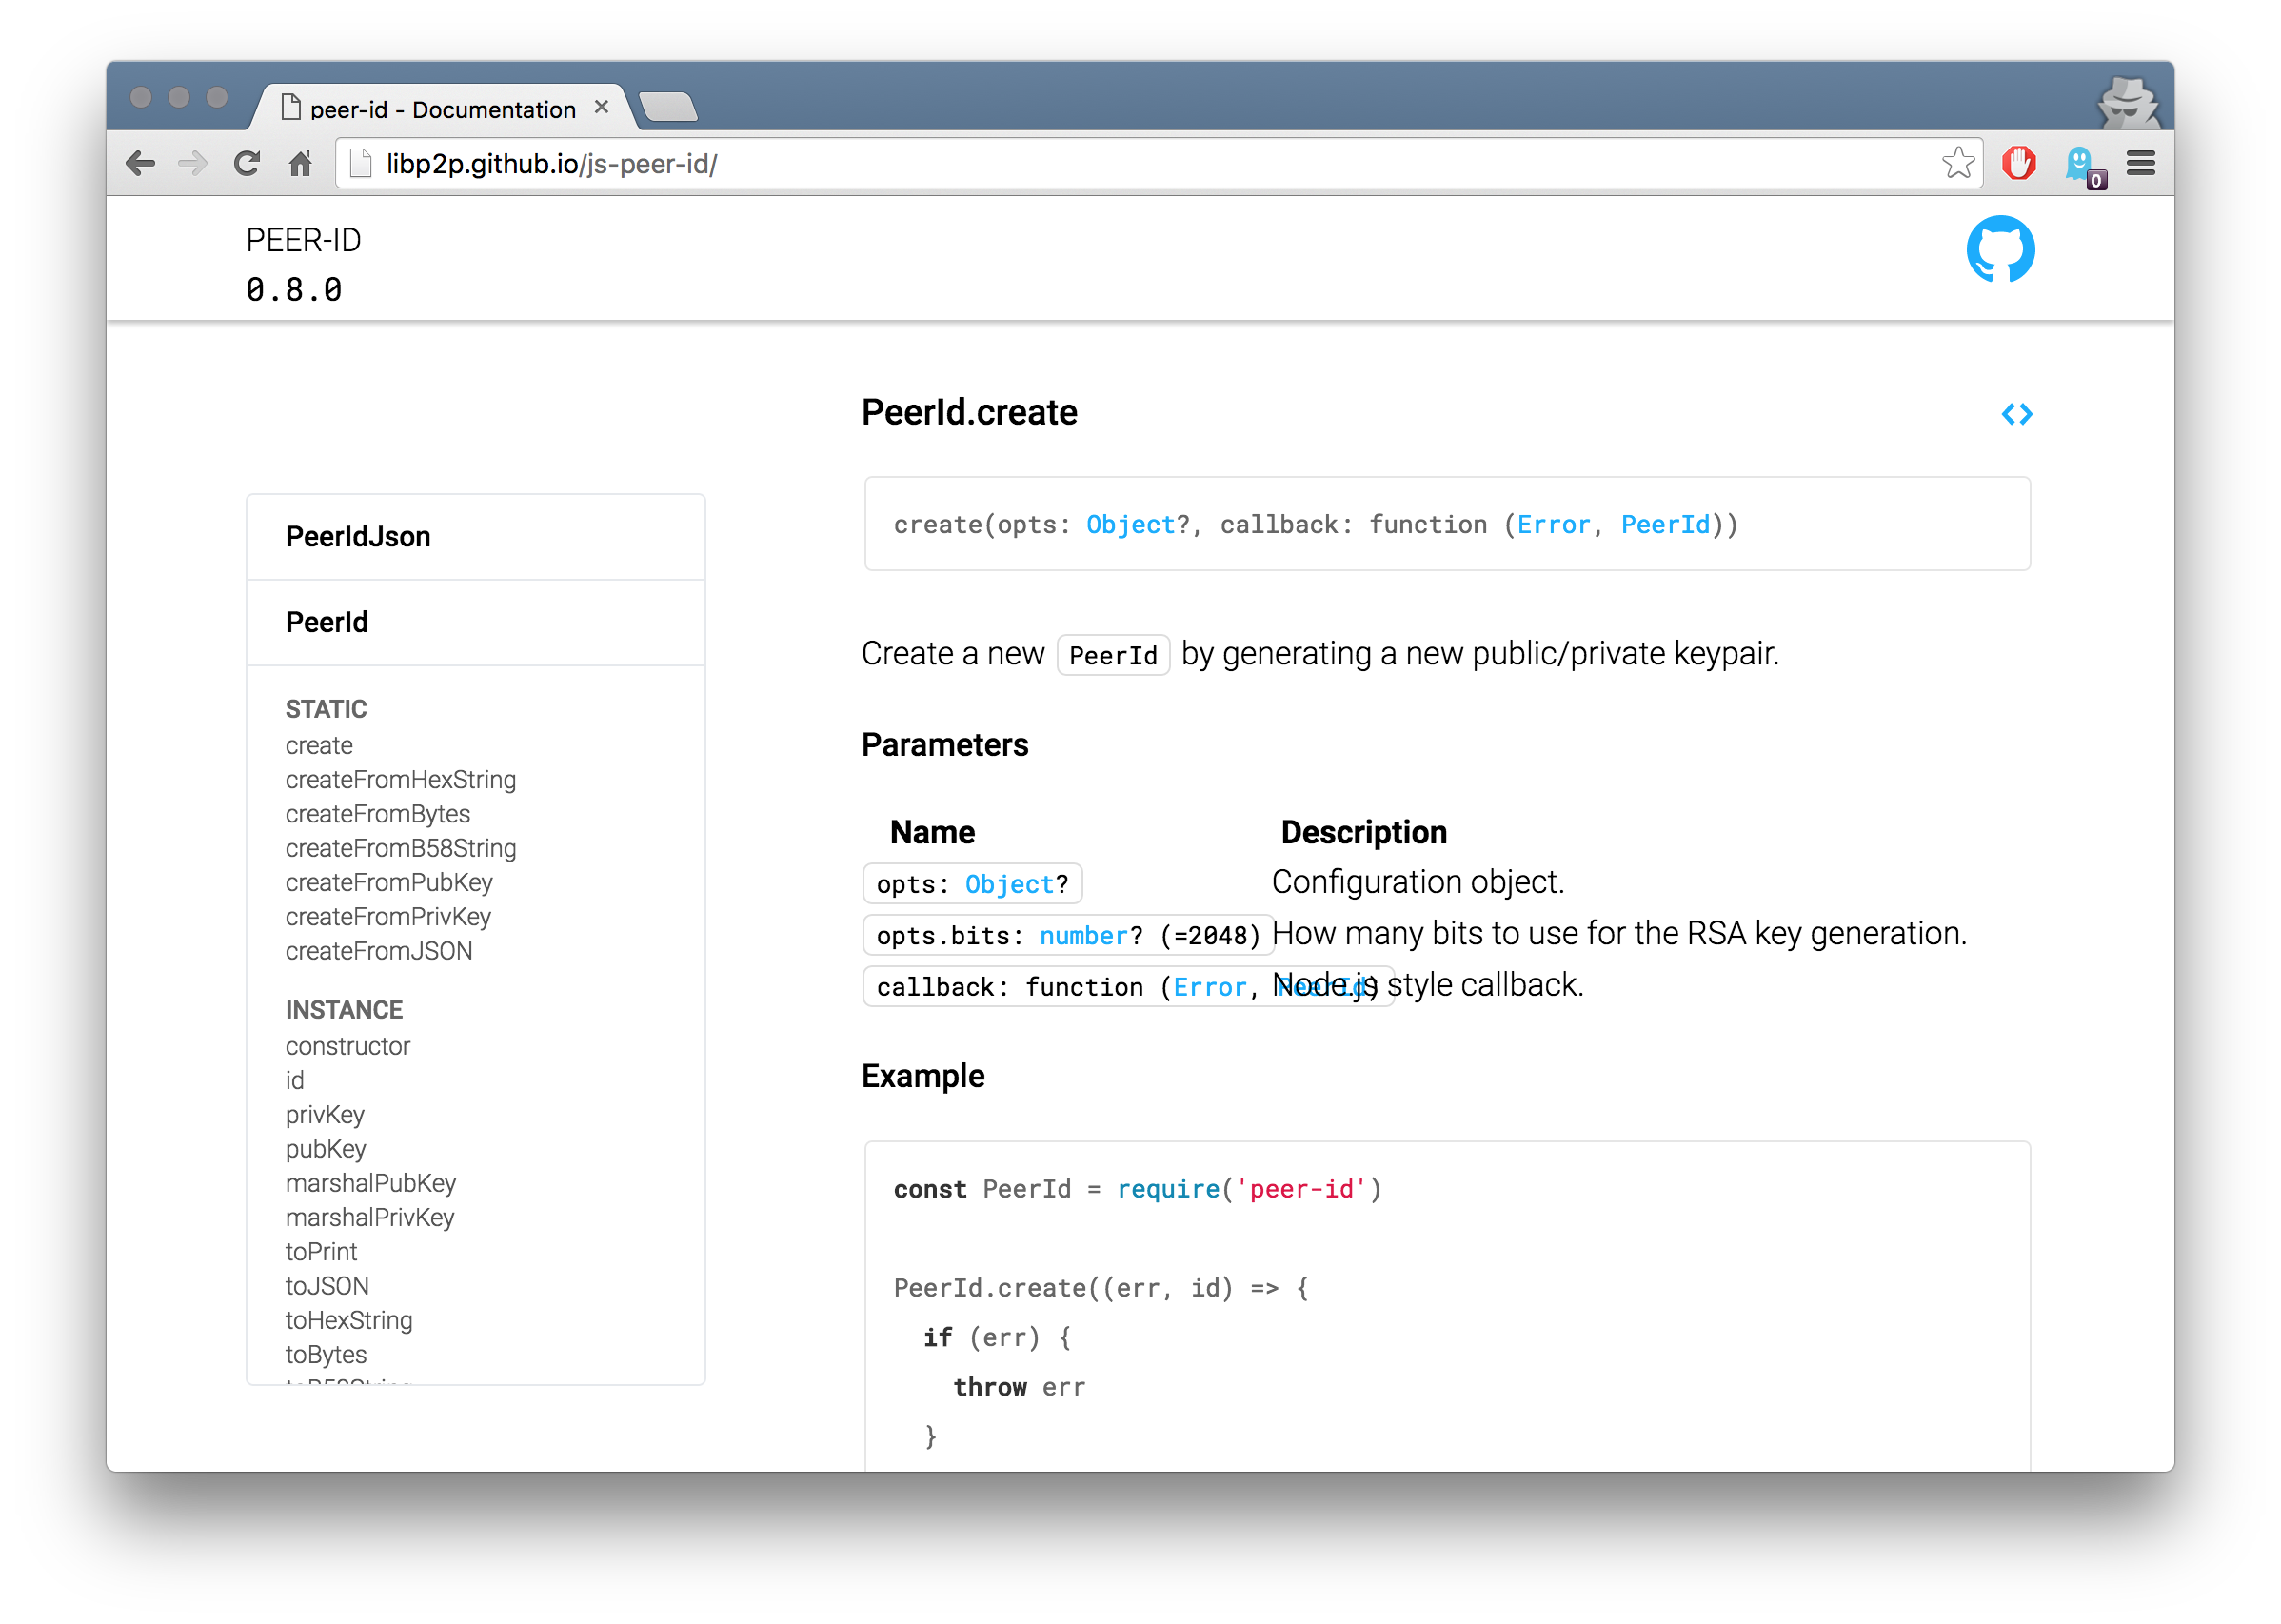 peer-id - Documentation
libp2p.github.io/js-peer-id/
0
PEER-ID
0.8.0
PeerIdJson
PeerId
STATIC
create
createFromHexString
createFromBytes
createFromB58String
createFromPubKey
createFromPrivKey
createFromJSON
INSTANCE
constructor
id
privKey
pubKey
marshalPubKey
marshalPrivKey
toPrint
toJSON
toHexString
toBytes
toB58String
PeerId.create
create(opts: Object?, callback: function (Error, PeerId))
Create a new PeerId by generating a new public/private keypair.
Parameters
Name Description
opts: Object? Configuration object.
opts.bits: number? (=2048) How many bits to use for the RSA key generation.
callback: function (Error, PeerId) Node.js style callback.
Example
const PeerId = require('peer-id')
PeerId.create((err, id) => {
if (err) {
throw err
}